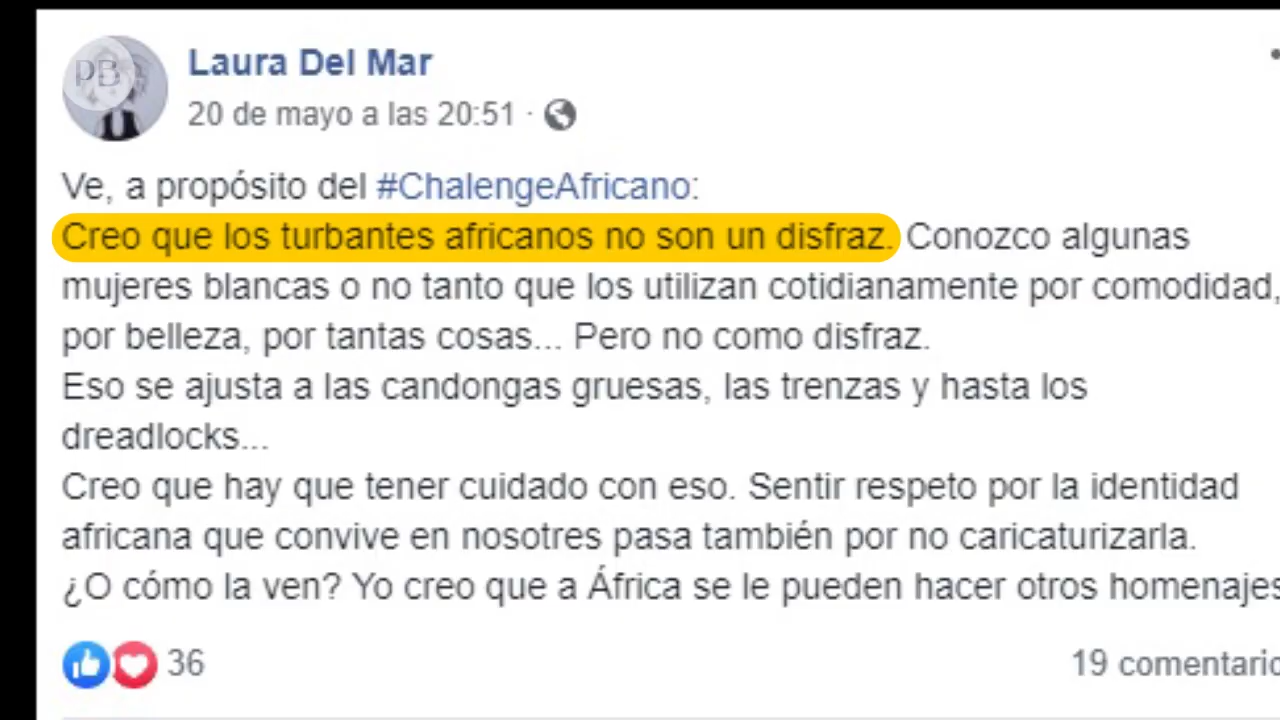 PB
Laura Del Mar
20 de mayo a las 20:51 ·
Ve, a propósito del #ChalengeAfricano:
Creo que los turbantes africanos no son un disfraz. Conozco algunas
mujeres blancas o no tanto que los utilizan cotidianamente por comodidad,
por belleza, por tantas cosas... Pero no como disfraz.
Eso se ajusta a las candongas gruesas, las trenzas y hasta los
dreadlocks...
Creo que hay que tener cuidado con eso. Sentir respeto por la identidad
africana que convive en nosotres pasa también por no caricaturizarla.
¿O cómo la ven? Yo creo que a África se le pueden hacer otros homenajes
36
19 comentario